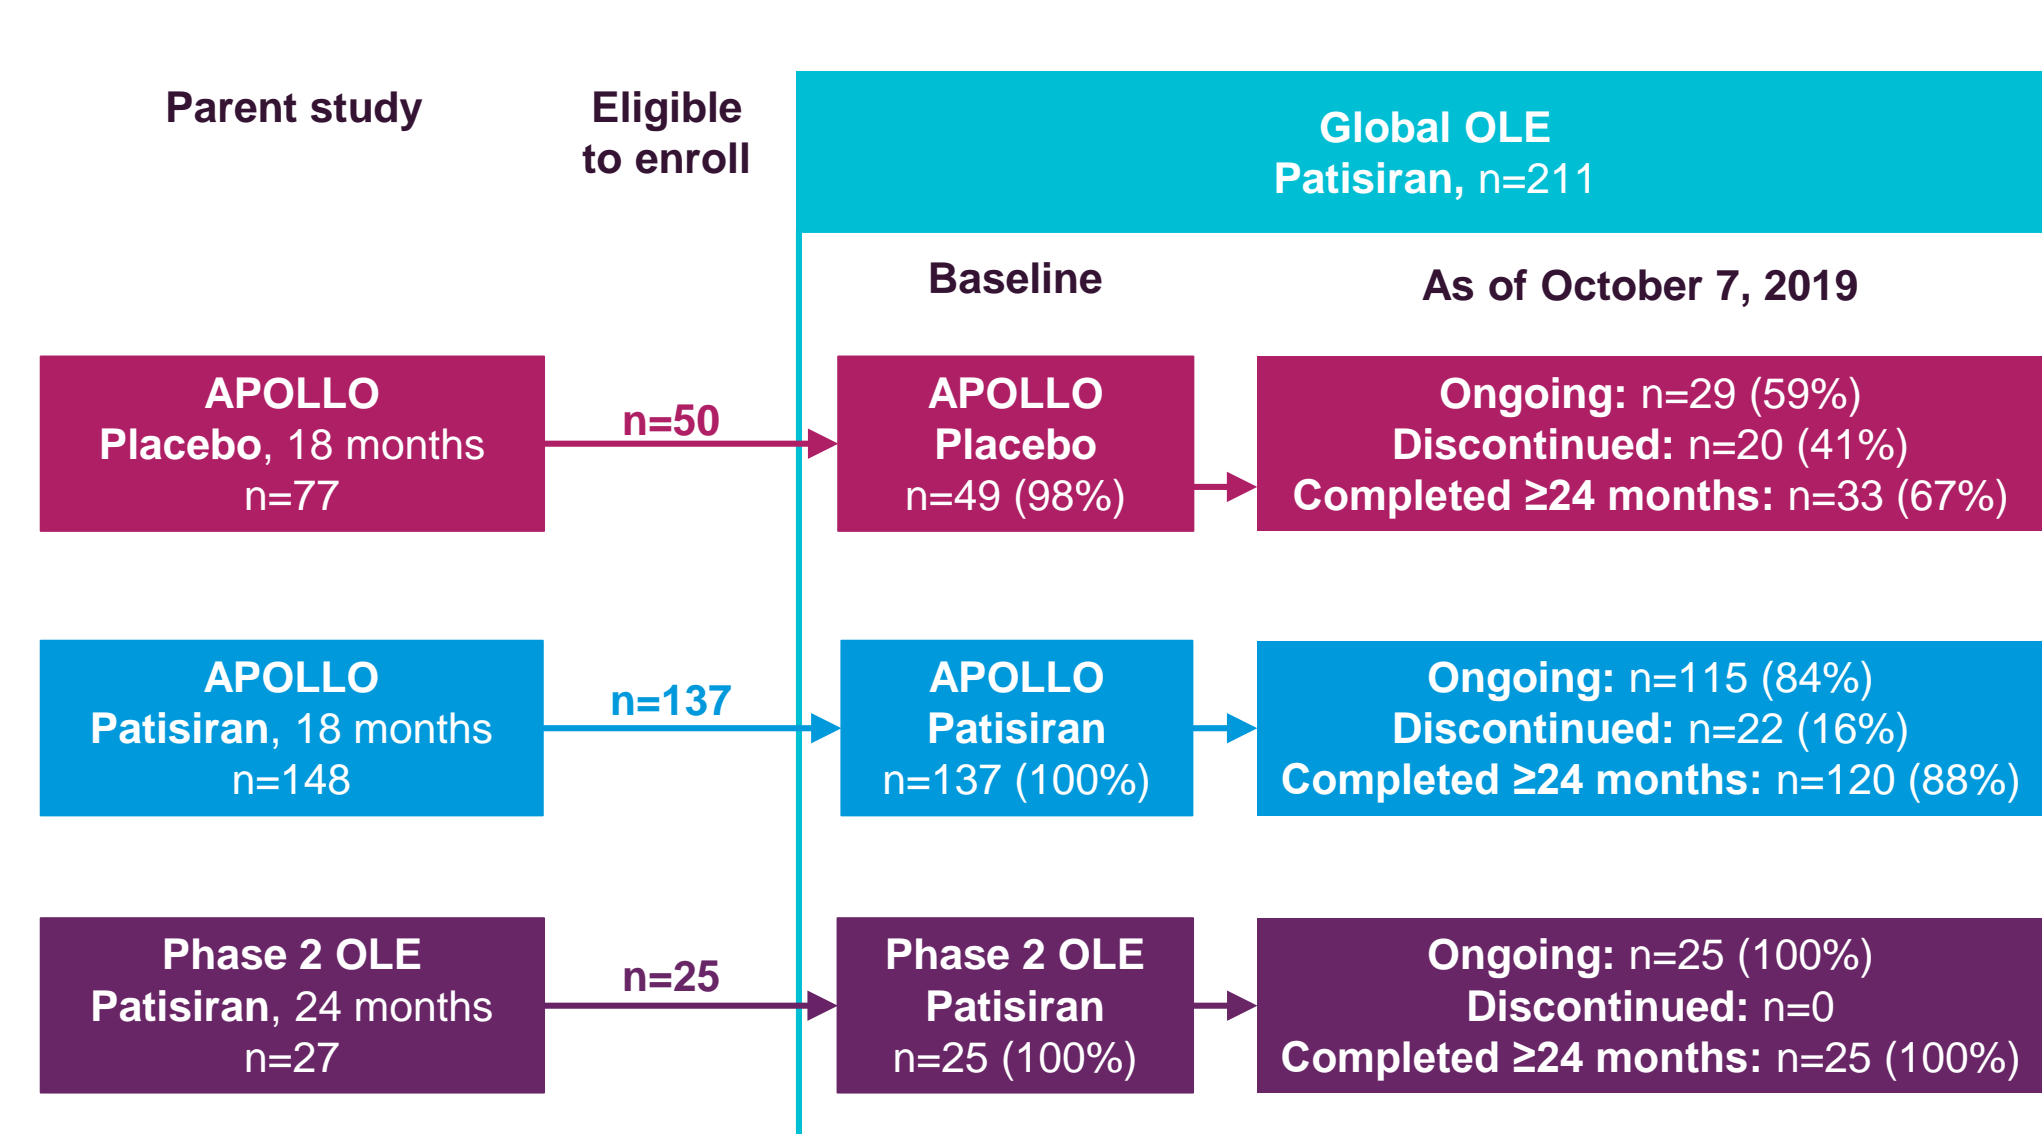 Parent study
Eligible
to enroll
Global OLE
Patisiran, n=211
Baseline
As of October 7, 2019
APOLLO
Placebo, 18 months
n=77
n=50
APOLLO
Placebo
n=49 (98%)
Ongoing: n=29 (59%)
Discontinued: n=20 (41%)
Completed ≥24 months: n=33 (67%)
APOLLO
Patisiran, 18 months
n=148
n=137
APOLLO
Patisiran
n=137 (100%)
Ongoing: n=115 (84%)
Discontinued: n=22 (16%)
Completed ≥24 months: n=120 (88%)
Phase 2 OLE
Patisiran, 24 months
n=27
n=25
Phase 2 OLE
Patisiran
n=25 (100%)
Ongoing: n=25 (100%)
Discontinued: n=0
Completed ≥24 months: n=25 (100%)